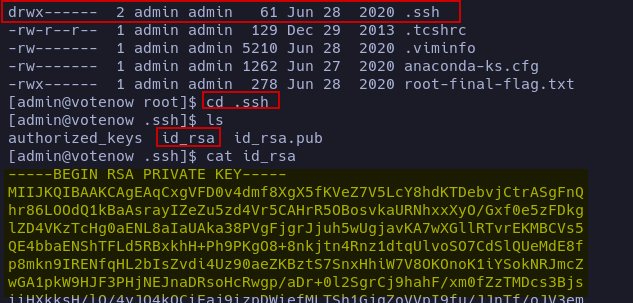 drwx------  2 admin admin   61 Jun 28  2020 .ssh
-rw-r--r--  1 admin admin  129 Dec 29  2013 .tcshrc
-rw-------  1 admin admin 5210 Jun 28  2020 .viminfo
-rw-------  1 admin admin 1262 Jun 27  2020 anaconda-ks.cfg
-rwx------  1 admin admin  278 Jun 28  2020 root-final-flag.txt
[admin@votenow root]$ cd .ssh
[admin@votenow .ssh]$ ls
authorized_keys  id_rsa  id_rsa.pub
[admin@votenow .ssh]$ cat id_rsa
-----BEGIN RSA PRIVATE KEY-----
MIIJKQIBAAKCAgEAqCxgVFD0v4dmf8XgX5fKVeZ7V5LcY8hdKTDebvjCtrASgFnQ
hr86LOOdQ1kBaAsrayIZeZu5zd4Vr5CAHrR5OBosvkaURNhxxXyO/Gxf0e5zFDkg
lZD4VKzTcHg0aENL8aIaUAka38PVgFjgrJjuh5wUgjavKA7wXGllRTvrEKMBCVs5
QE4bbaENShTFLd5RBxkhH+Ph9PKgO8+8nkjtn4Rnz1dtqUlvoSO7CdSlQUeMdE8f
p8mkn9IRENfqHL2bIsZvdi4Uz90aeZKBztS7SnxHhiW7V8OKOnoK1iYSokNRJmcZ
wGA1pkW9HJF3PHjNEJnaDRsoHcRwgp/aDr+0l2SgrCj9hahF/xm0fZzTMDcs3Bjs